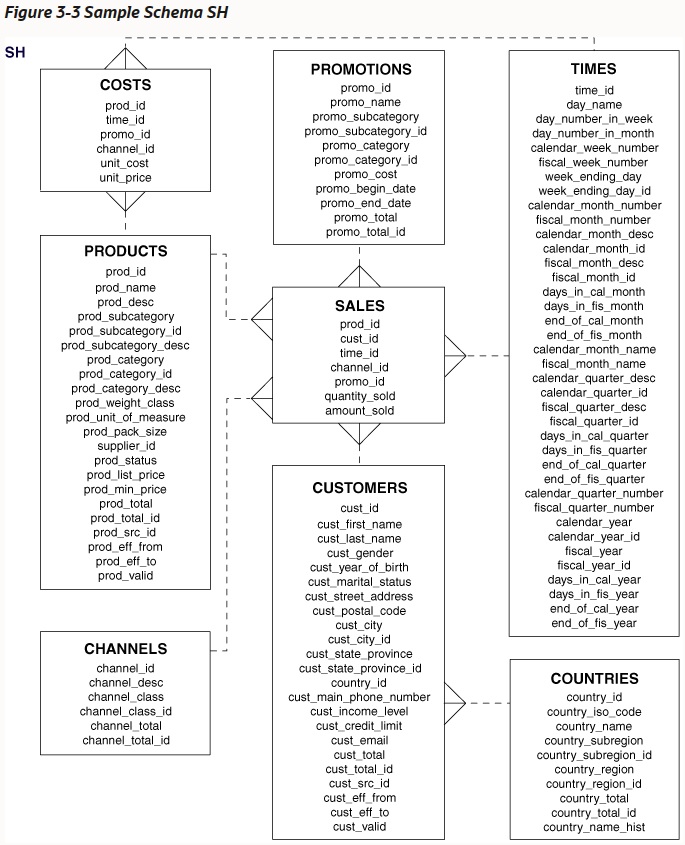 Figure 3-3 Sample Schema SH
SH
COSTS
prod_id
time_id
promo_id
channel_id
unit_cost
unit_price
PROMOTIONS
promo_id
promo_name
promo_subcategory
promo_subcategory_id
promo_category
promo_category_id
promo_cost
promo_begin_date
promo_end_date
promo_total
promo_total_id
TIMES
time_id
day_name
day_number_in_week
day_number_in_month
calendar_week_number
fiscal_week_number
week_ending_day
week_ending_day_id
calendar_month_number
fiscal_month_number
calendar_month_desc
calendar_month_id
fiscal_month_desc
fiscal_month_id
days_in_cal_month
days_in_fis_month
end_of_cal_month
end_of_fis_month
calendar_month_name
fiscal_month_name
calendar_quarter_desc
calendar_quarter_id
fiscal_quarter_desc
fiscal_quarter_id
days_in_cal_quarter
days_in_fis_quarter
end_of_cal_quarter
end_of_fis_quarter
calendar_quarter_number
fiscal_quarter_number
calendar_year
calendar_year_id
fiscal_year
fiscal_year_id
days_in_cal_year
days_in_fis_year
end_of_cal_year
end_of_fis_year
PRODUCTS
prod_id
prod_name
prod_desc
prod_subcategory
prod_subcategory_id
prod_subcategory_desc
prod_category
prod_category_id
prod_category_desc
prod_weight_class
prod_unit_of_measure
prod_pack_size
supplier_id
prod_status
prod_list_price
prod_min_price
prod_total
prod_total_id
prod_src_id
prod_eff_from
prod_eff_to
prod_valid
SALES
prod_id
cust_id
time_id
channel_id
promo_id
quantity_sold
amount_sold
CUSTOMERS
cust_id
cust_first_name
cust_last_name
cust_gender
cust_year_of_birth
cust_marital_status
cust_street_address
cust_postal_code
cust_city
cust_city_id
cust_state_province
cust_state_province_id
country_id
cust_main_phone_number
cust_income_level
cust_credit_limit
cust_email
cust_total
cust_total_id
cust_src_id
cust_eff_from
cust_eff_to
cust_valid
CHANNELS
channel_id
channel_desc
channel_class
channel_class_id
channel_total
channel_total_id
COUNTRIES
country_id
country_iso_code
country_name
country_subregion
country_subregion_id
country_region
country_region_id
country_total
country_total_id
country_name_hist